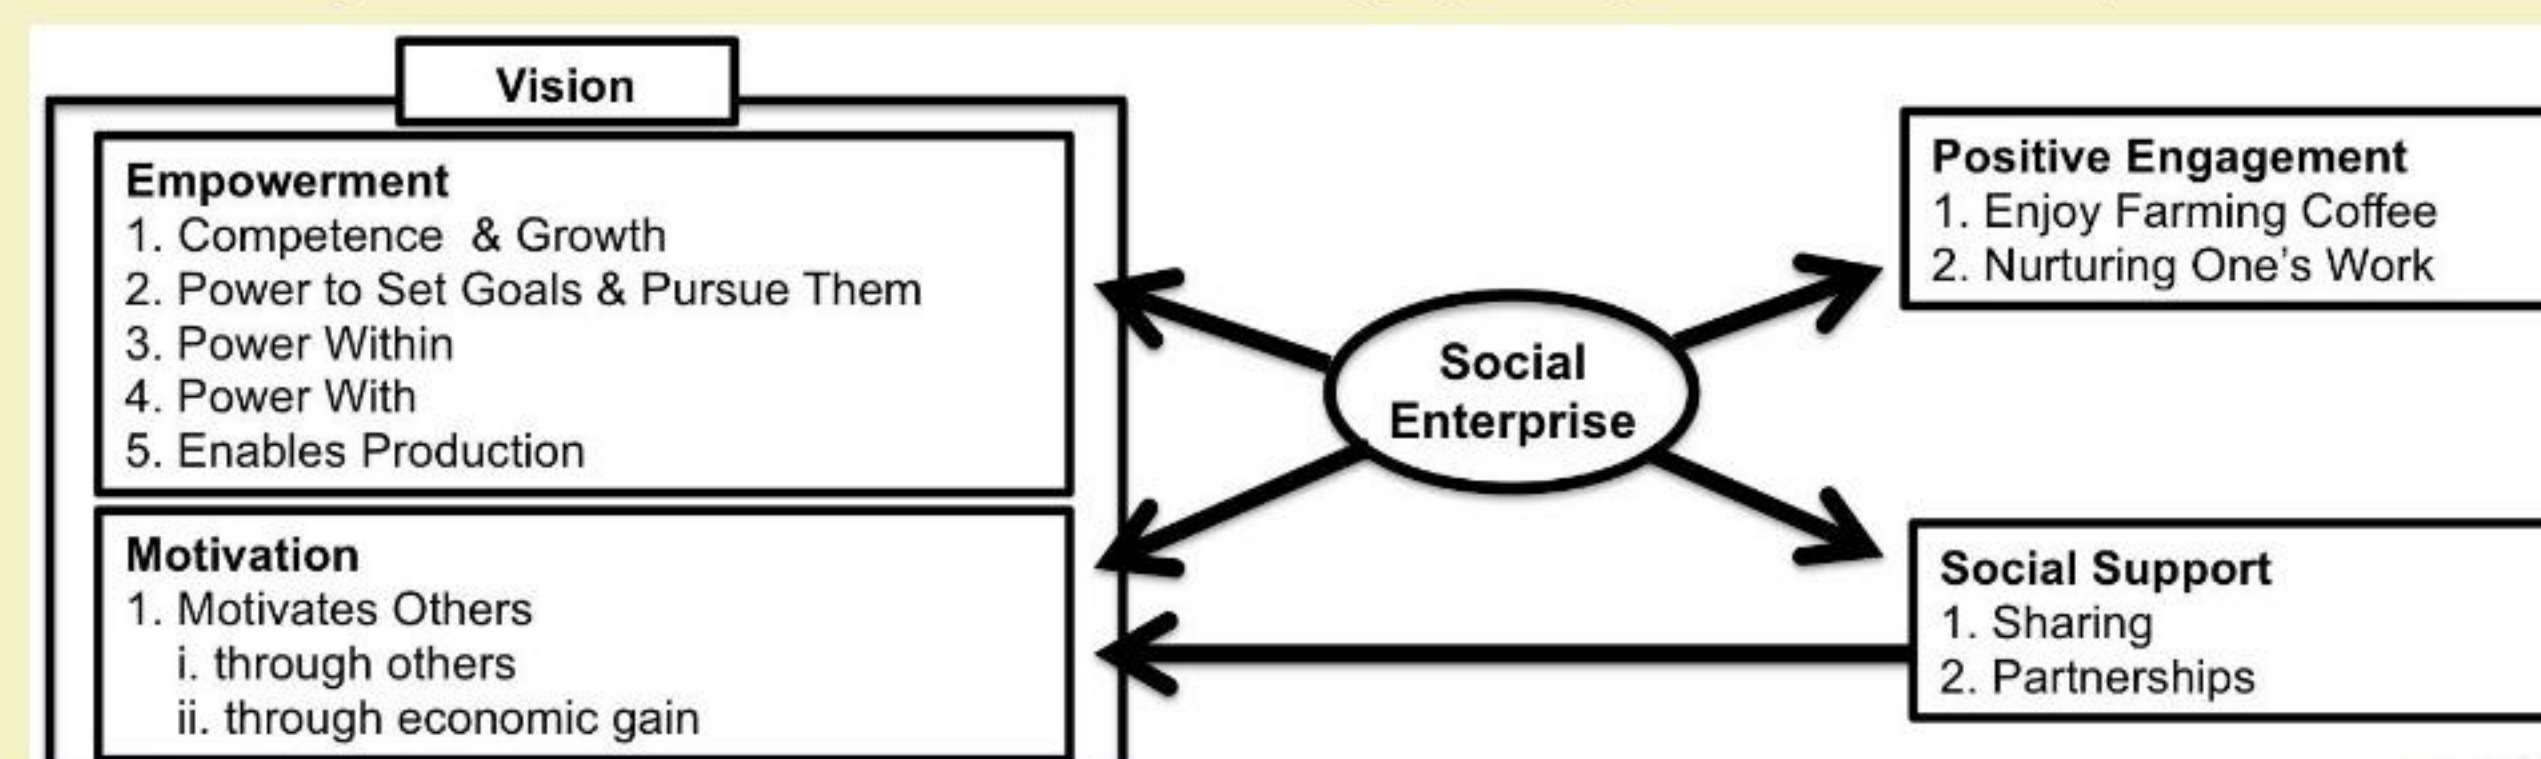 Vision
Empowerment
1. Competence & Growth
2. Power to Set Goals & Pursue Them
3. Power Within
4. Power With
5. Enables Production
Motivation
1. Motivates Others
i. through others
ii. through economic gain
Social
Enterprise
Positive Engagement
1. Enjoy Farming Coffee
2. Nurturing One's Work
Social Support
1. Sharing
2. Partnerships